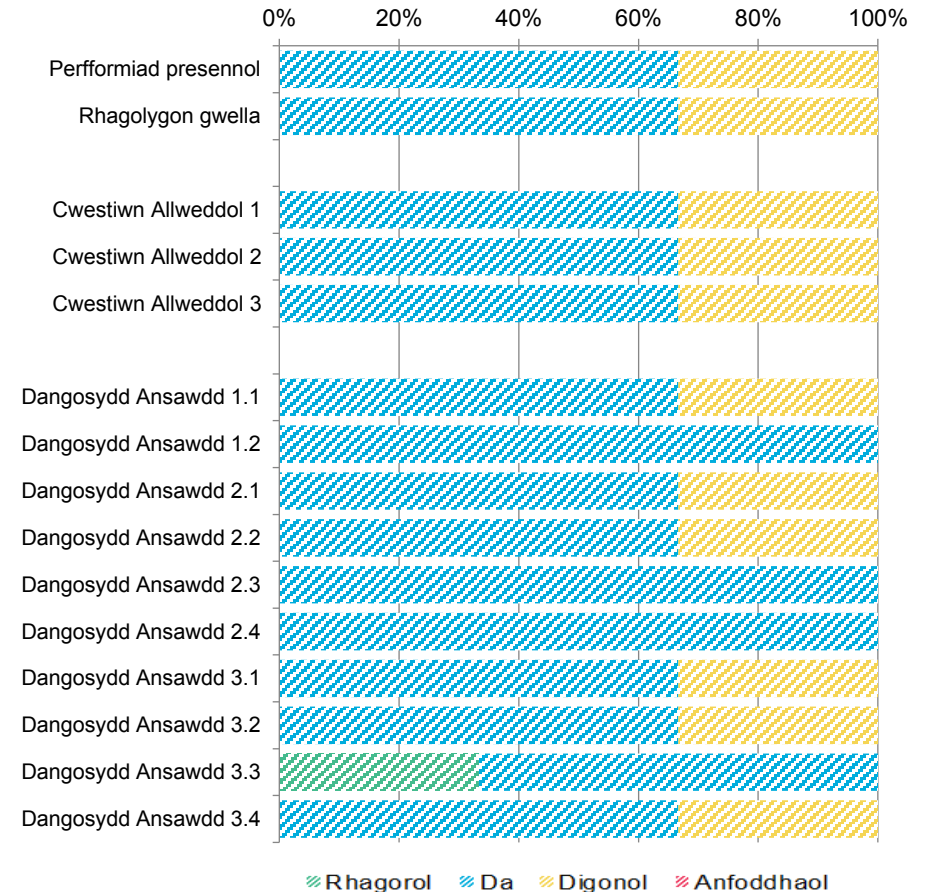 0% 20% 40% 60% 80% 100%
Perfformiad presennol
Rhagolygon gwella
Cwestiwn Allweddol 1
Cwestiwn Allweddol 2
Cwestiwn Allweddol 3
Dangosydd Ansawdd 1.1
Dangosydd Ansawdd 1.2
Dangosydd Ansawdd 2.1
Dangosydd Ansawdd 2.2
Dangosydd Ansawdd 2.3
Dangosydd Ansawdd 2.4
Dangosydd Ansawdd 3.1
Dangosydd Ansawdd 3.2
Dangosydd Ansawdd 3.3
Dangosydd Ansawdd 3.4
Rhagorol Da Digonol Anfoddhaol